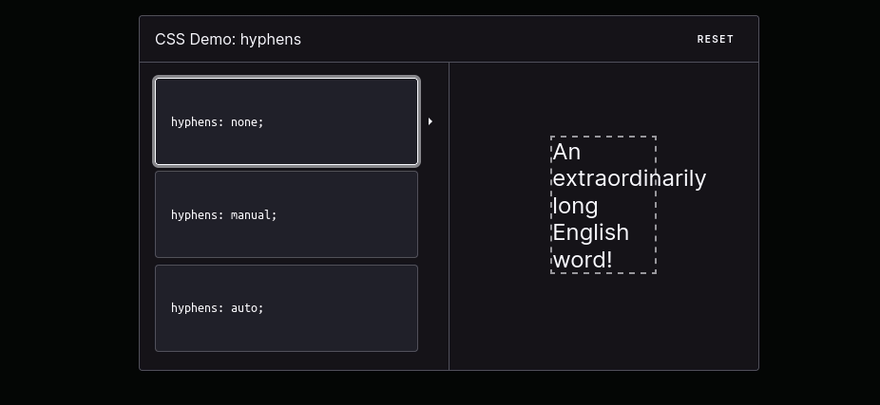 CSS Demo: hyphens
RESET
hyphens: none;
hyphens: manual;
hyphens: auto;
An
extraordinarily
long
English
word!